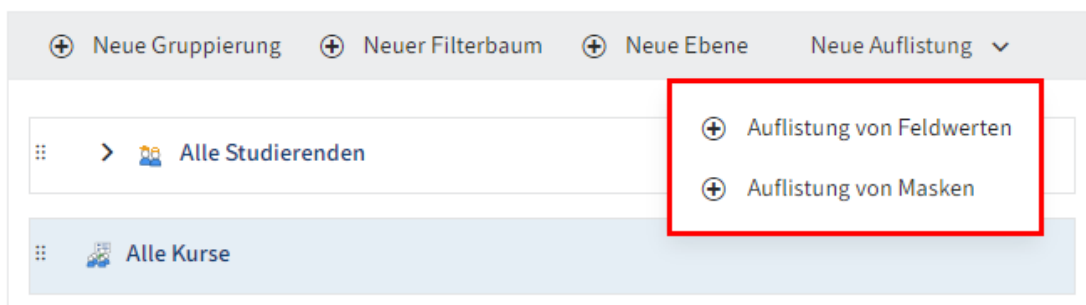 Neue Gruppierung Neuer Filterbaum Neue Ebene Neue Auflistung
Auflistung von Feldwerten
Alle Studierenden
Auflistung von Masken
Alle Kurse